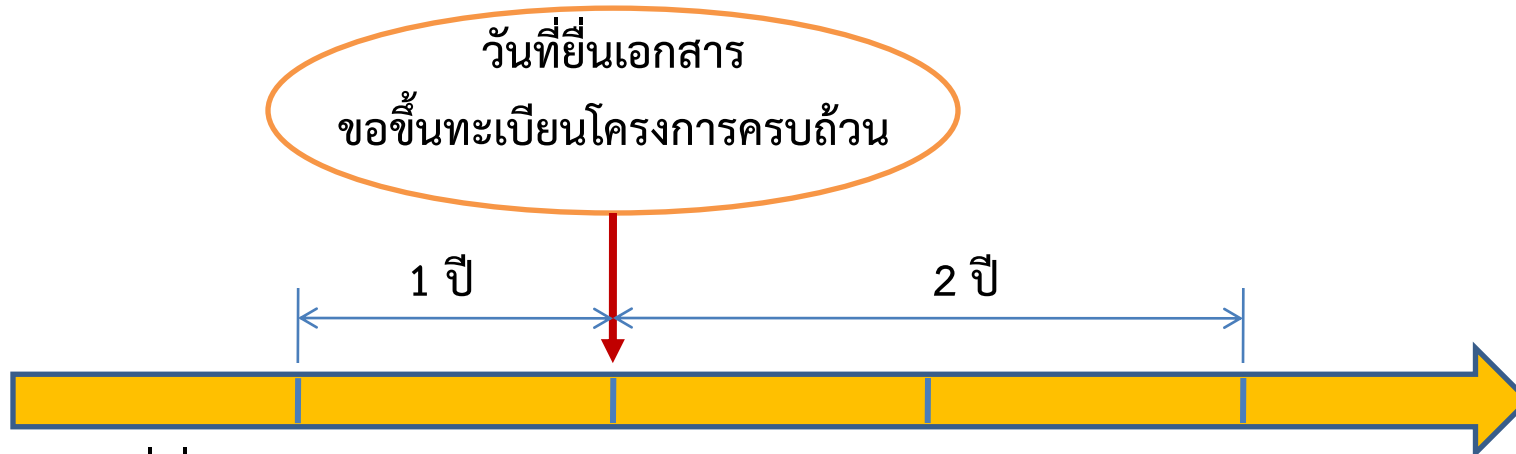 วันที่ยื่นเอกสาร
ขอขึ้นทะเบียนโครงการครบถ้วน
1 ปี
2 ปี